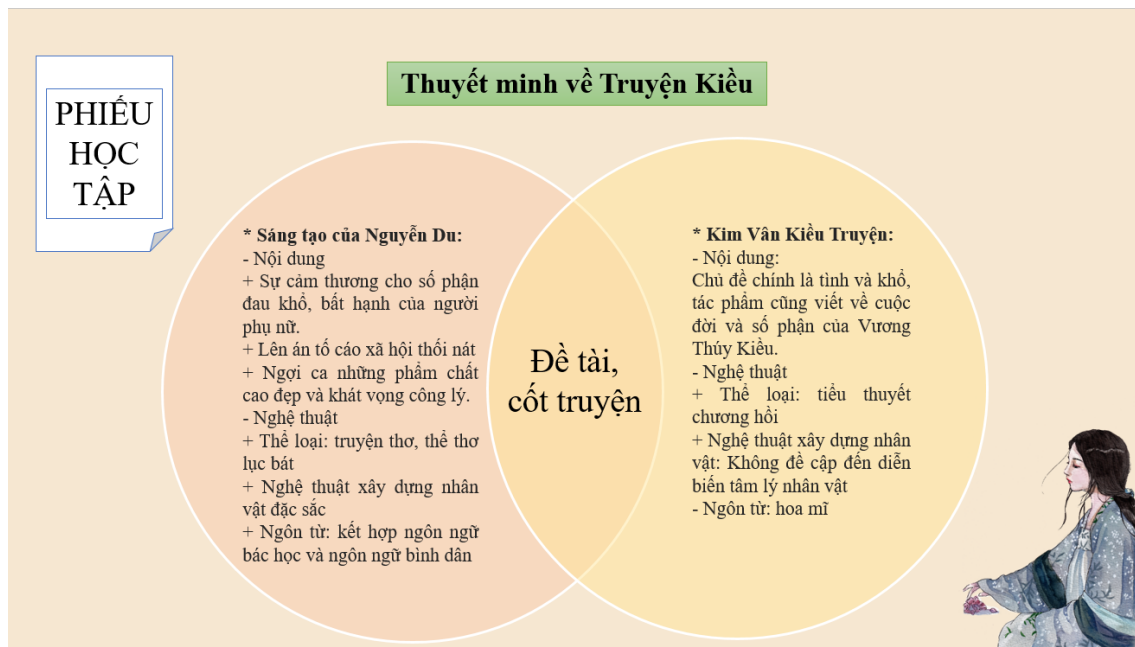 PHIẾU
HỌC
TẬP
Thuyết minh về Truyện Kiều
* Sáng tạo của Nguyễn Du:
- Nội dung
+ Sự cảm thương cho số phận
đau khổ, bất hạnh của người
phụ nữ.
+ Lên án tố cáo xã hội thối nát
+ Ngợi ca những phẩm chất
cao đẹp và khát vọng công lý.
- Nghệ thuật
+ Thể loại: truyện thơ, thể thơ
lục bát
+ Nghệ thuật xây dựng nhân
vật đặc sắc
+ Ngôn từ: kết hợp ngôn ngữ
bác học và ngôn ngữ bình dân
Đề tài,
cốt truyện
* Kim Vân Kiều Truyện:
- Nội dung:
Chủ đề chính là tình và khổ,
tác phẩm cũng viết về cuộc
đời và số phận của Vương
Thúy Kiều.
- Nghệ thuật
+ Thể loại: tiểu thuyết
chương hồi
+ Nghệ thuật xây dựng nhân
vật: Không đề cập đến diễn
biến tâm lý nhân vật
- Ngôn từ: hoa mĩ